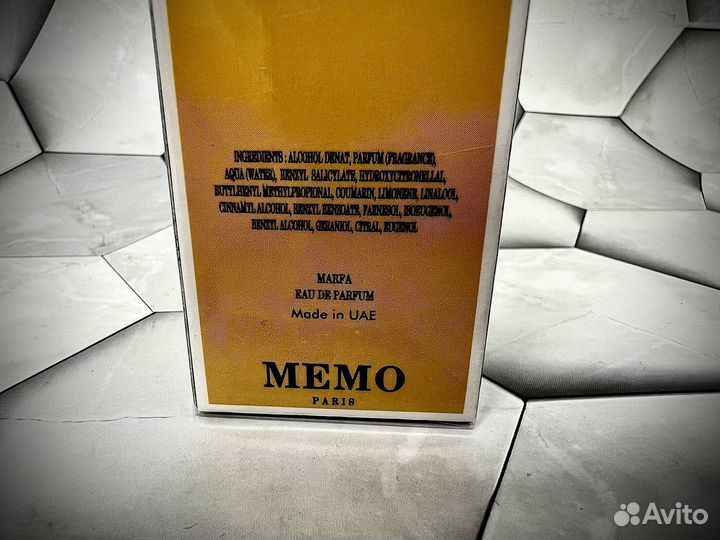 INGREDIENTS : ALCOHOL DENAT, PARFUM (FRAGRANCE),
AQUA (WATER), BENZYL SALICYLATE, HYDROXYCITRONELLAL
BUTYLHENYL METHYLPROPIONAL, COUMARIN, LIMONENE, LINALOOL,
CINNAMYL ALCOHOL, BENZYL BENZOATE, FARNESOL, ISOEUGENOL,
BENZYL ALCOHOL, GERANIOL, CITRAL, EUGENOL
MARFA
EAU DE PARFUM
Made in UAE
MEMO
PARIS
Avito